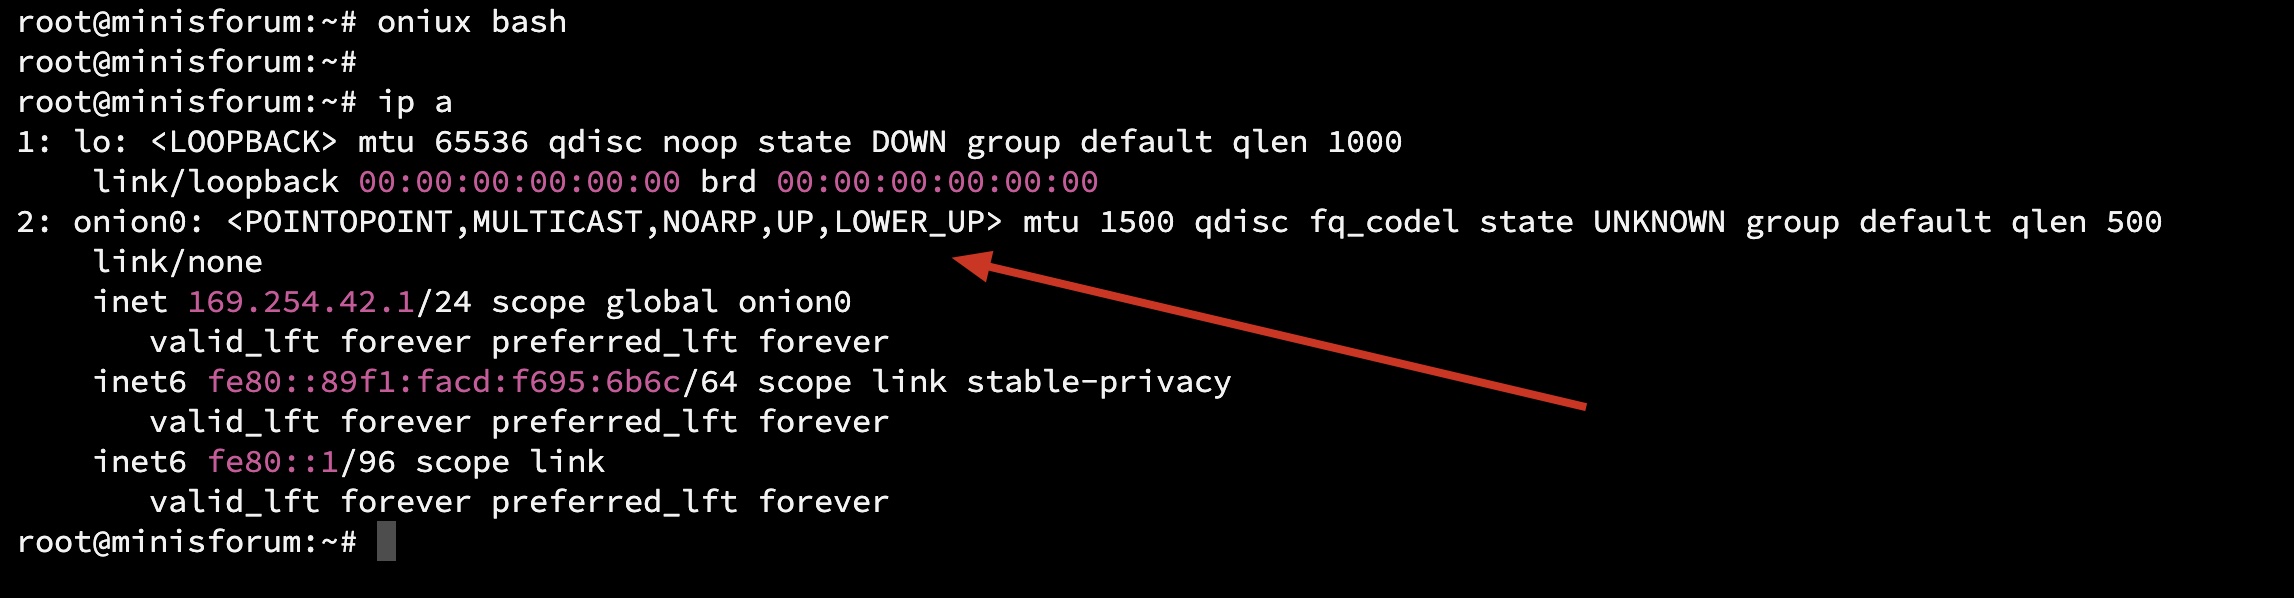 root@minisforum:~# oniux bash
root@minisforum:~#
root@minisforum:~# ip a
1: lo: <LOOPBACK> mtu 65536 qdisc noop state DOWN group default qlen 1000
    link/loopback 00:00:00:00:00:00 brd 00:00:00:00:00:00
2: onion0: <POINTOPOINT,MULTICAST,NOARP,UP,LOWER_UP> mtu 1500 qdisc fq_codel state UNKNOWN group default qlen 500
    link/none
    inet 169.254.42.1/24 scope global onion0
       valid_lft forever preferred_lft forever
    inet6 fe80::89f1:facd:f695:6b6c/64 scope link stable-privacy
       valid_lft forever preferred_lft forever
    inet6 fe80::1/96 scope link
       valid_lft forever preferred_lft forever
root@minisforum:~#